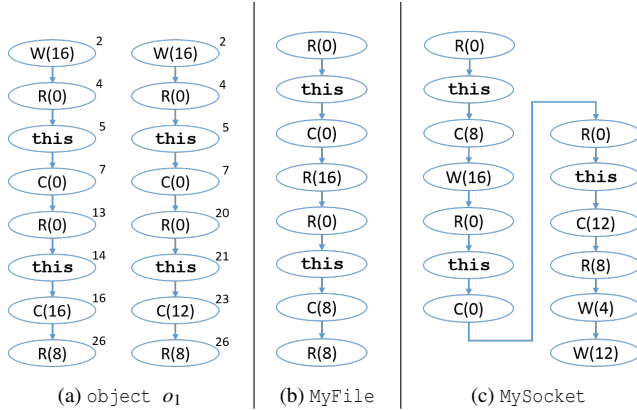 W(16) 2
R(0) 4
this 5
C(0) 7
R(0) 13
this 14
C(16) 16
R(8) 26
W(16) 2
R(0) 4
this 5
C(0) 7
R(0) 20
this 21
C(12) 23
R(8) 26
(a) object o1
R(0)
this
C(0)
R(16)
R(0)
this
C(8)
R(8)
(b) MyFile
R(0)
this
C(8)
W(16)
R(0)
this
C(0)
R(0)
this
C(12)
R(8)
W(4)
W(12)
(c) MySocket